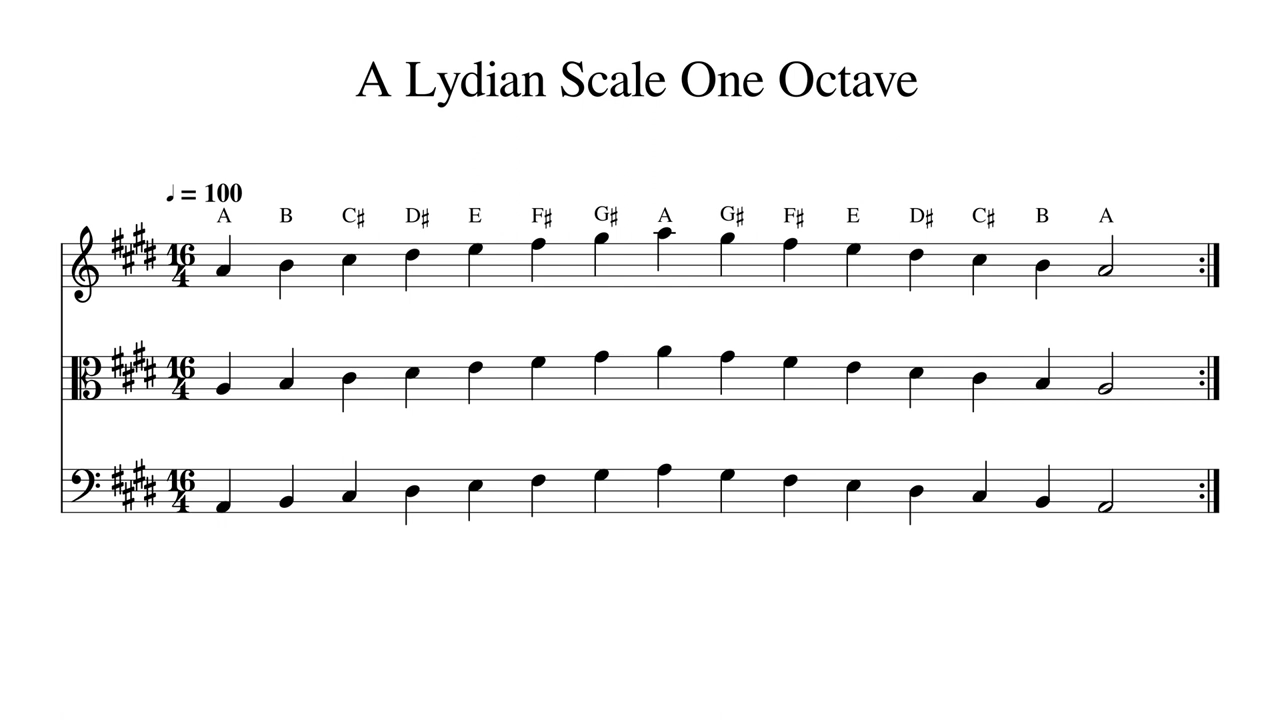 A Lydian Scale One Octave
♩ = 100
A B C♯ D♯ E F♯ G♯ A G♯ F♯ E D♯ C♯ B A
16
4
16
4
16
4